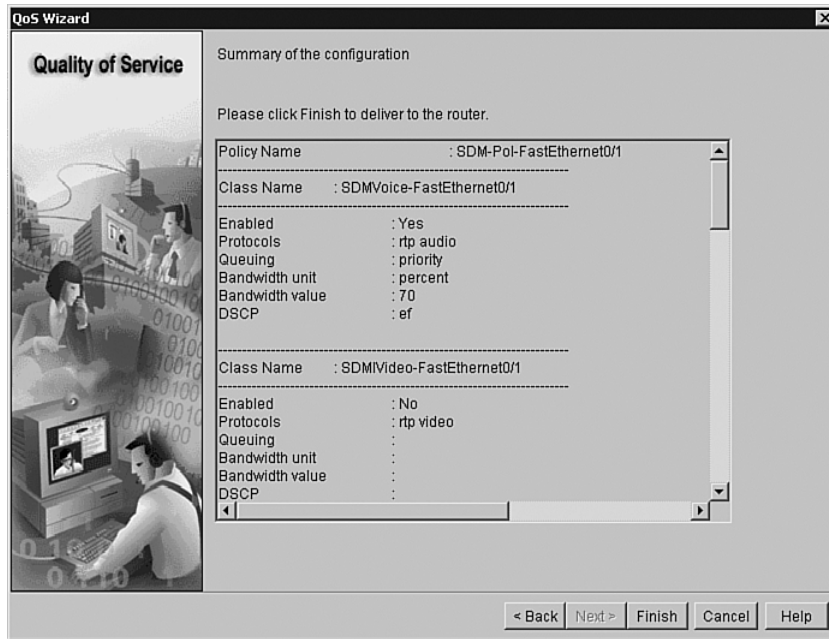 QoS Wizard
Quality of Service
Summary of the configuration
Please click Finish to deliver to the router.
Policy Name : SDM-Pol-FastEthernet0/1
Class Name : SDMVoice-FastEthernet0/1
Enabled : Yes
Protocols : rtp audio
Queuing : priority
Bandwidth unit : percent
Bandwidth value : 70
DSCP : ef
Class Name : SDMIVideo-FastEthernet0/1
Enabled : No
Protocols : rtp video
Queuing :
Bandwidth unit :
Bandwidth value :
DSCP :
< Back Next > Finish Cancel Help